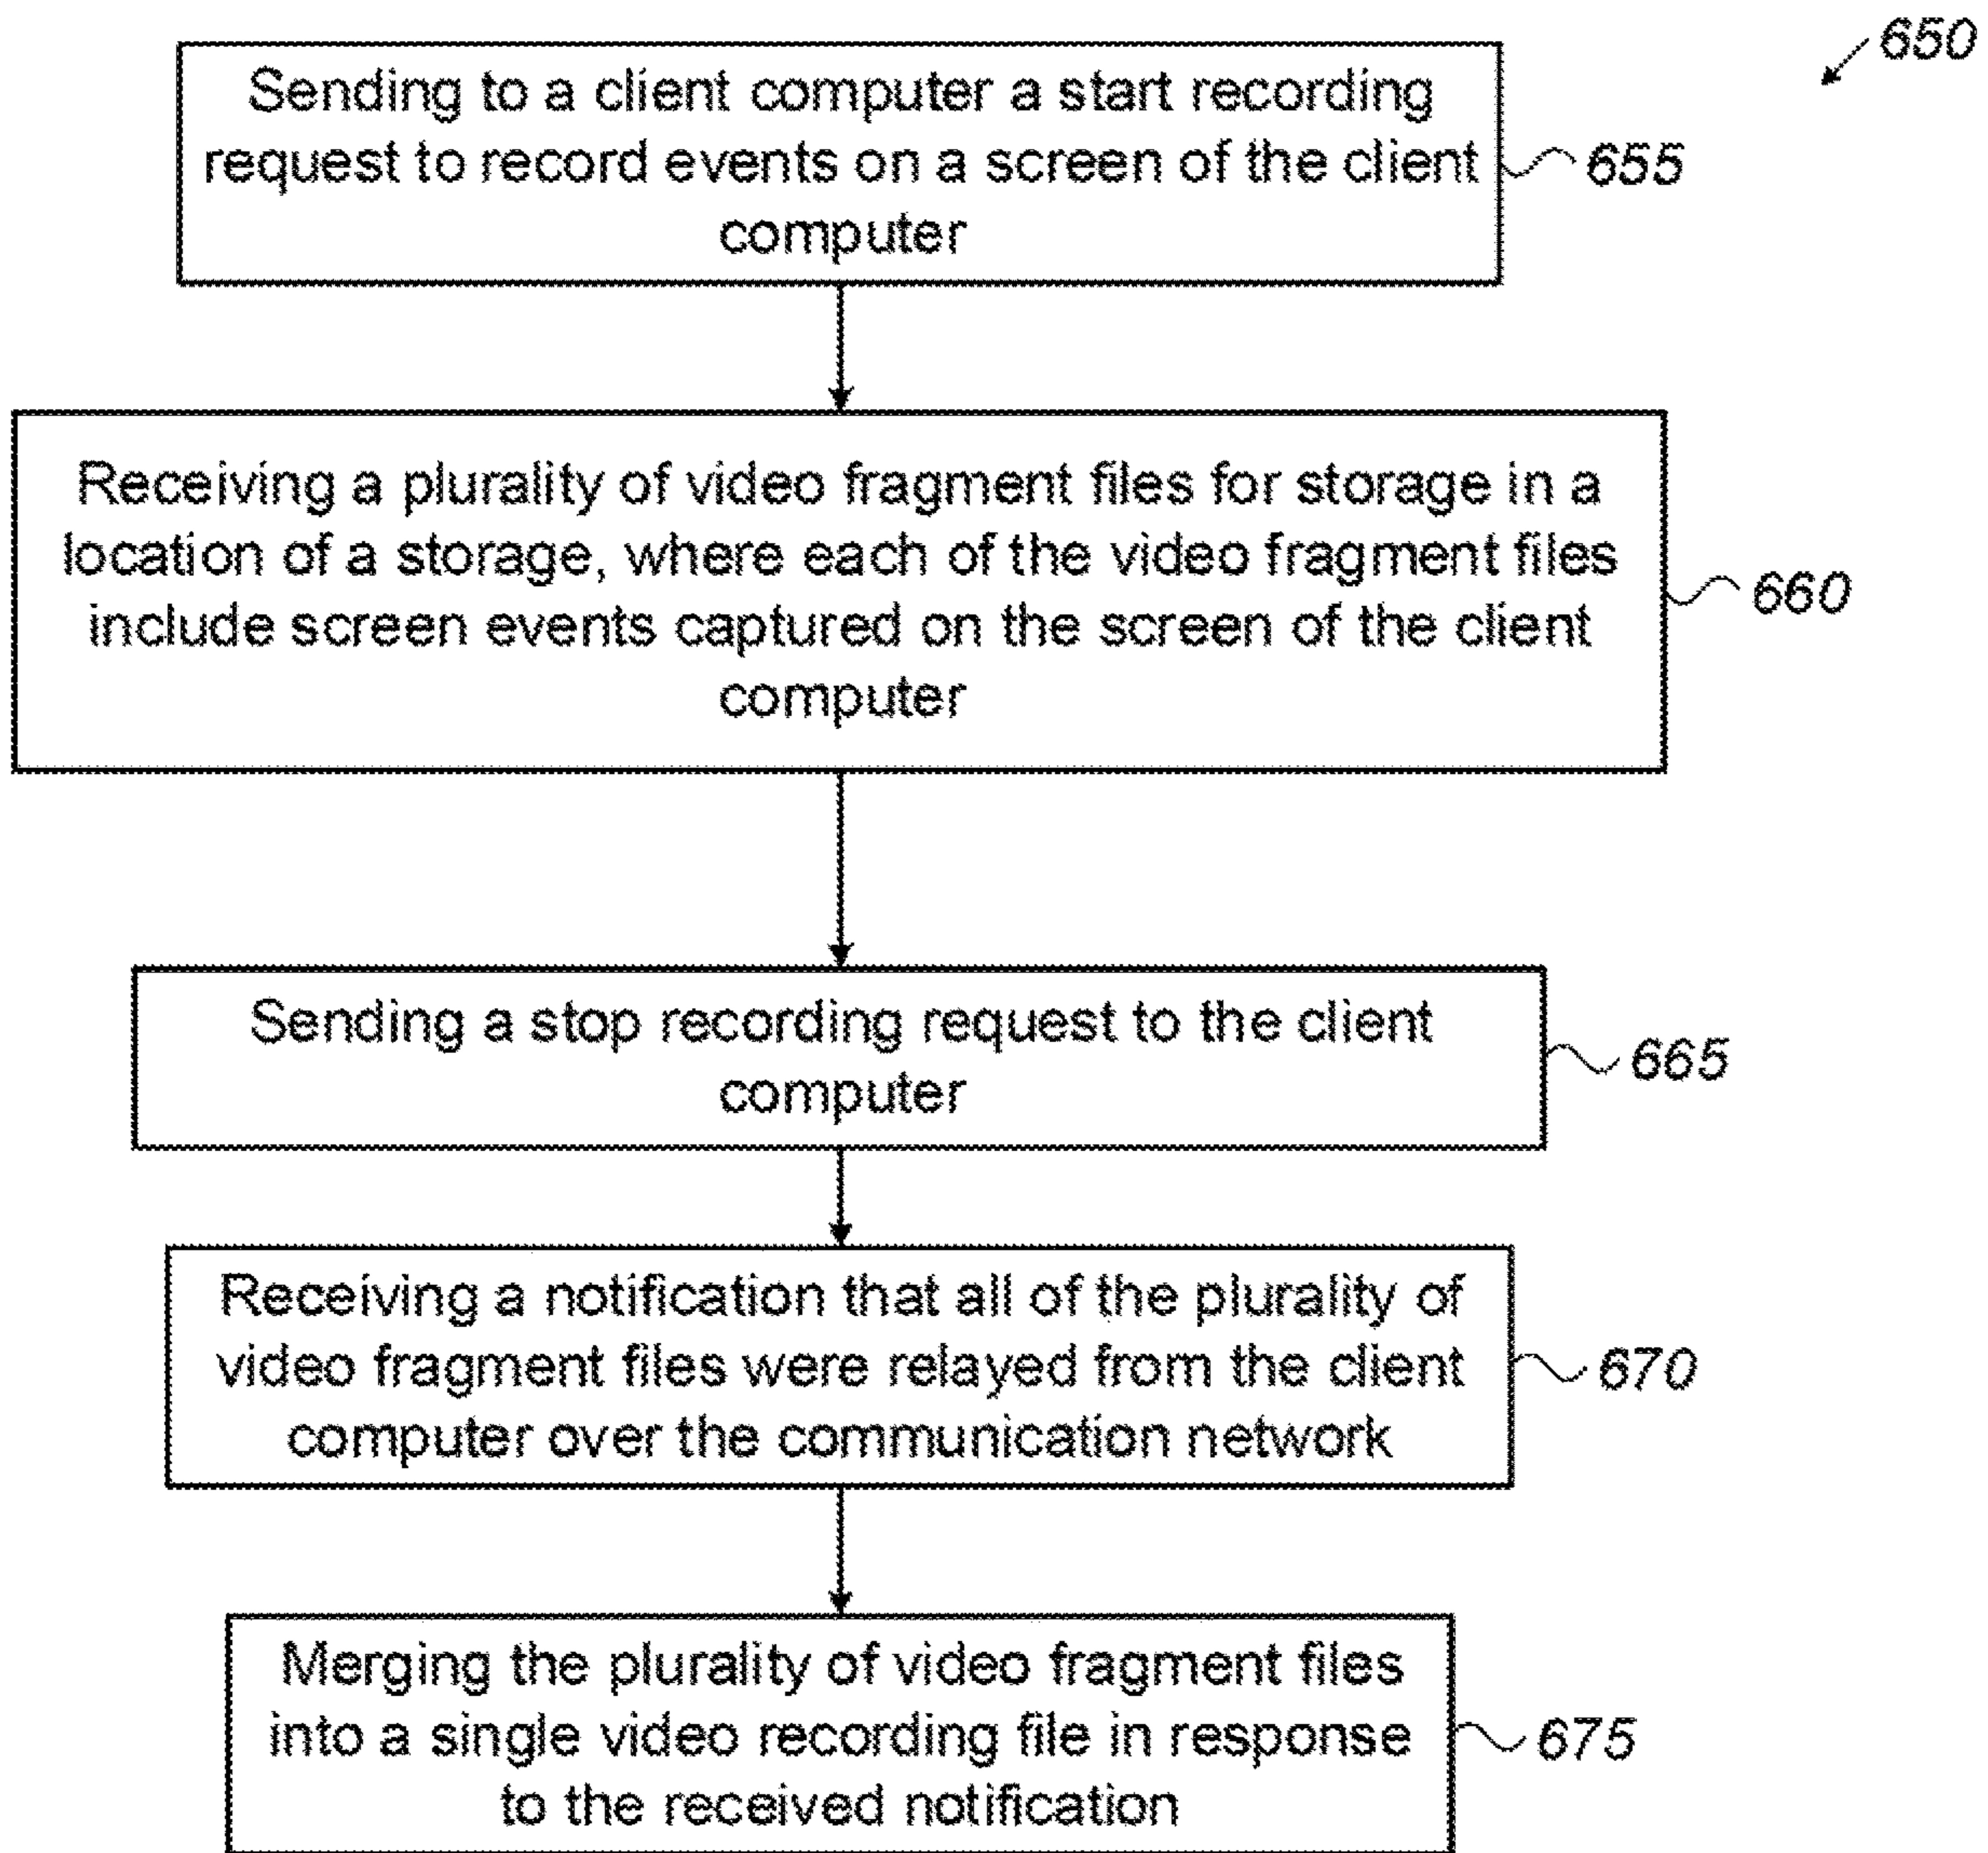 650
Sending to a client computer a start recording
request to record events on a screen of the client
computer
655
Receiving a plurality of video fragment files for storage in a
location of a storage, where each of the video fragment files
include screen events captured on the screen of the client
computer
660
Sending a stop recording request to the client
computer
665
Receiving a notification that all of the plurality of
video fragment files were relayed from the client
computer over the communication network
670
Merging the plurality of video fragment files
into a single video recording file in response
to the received notification
675